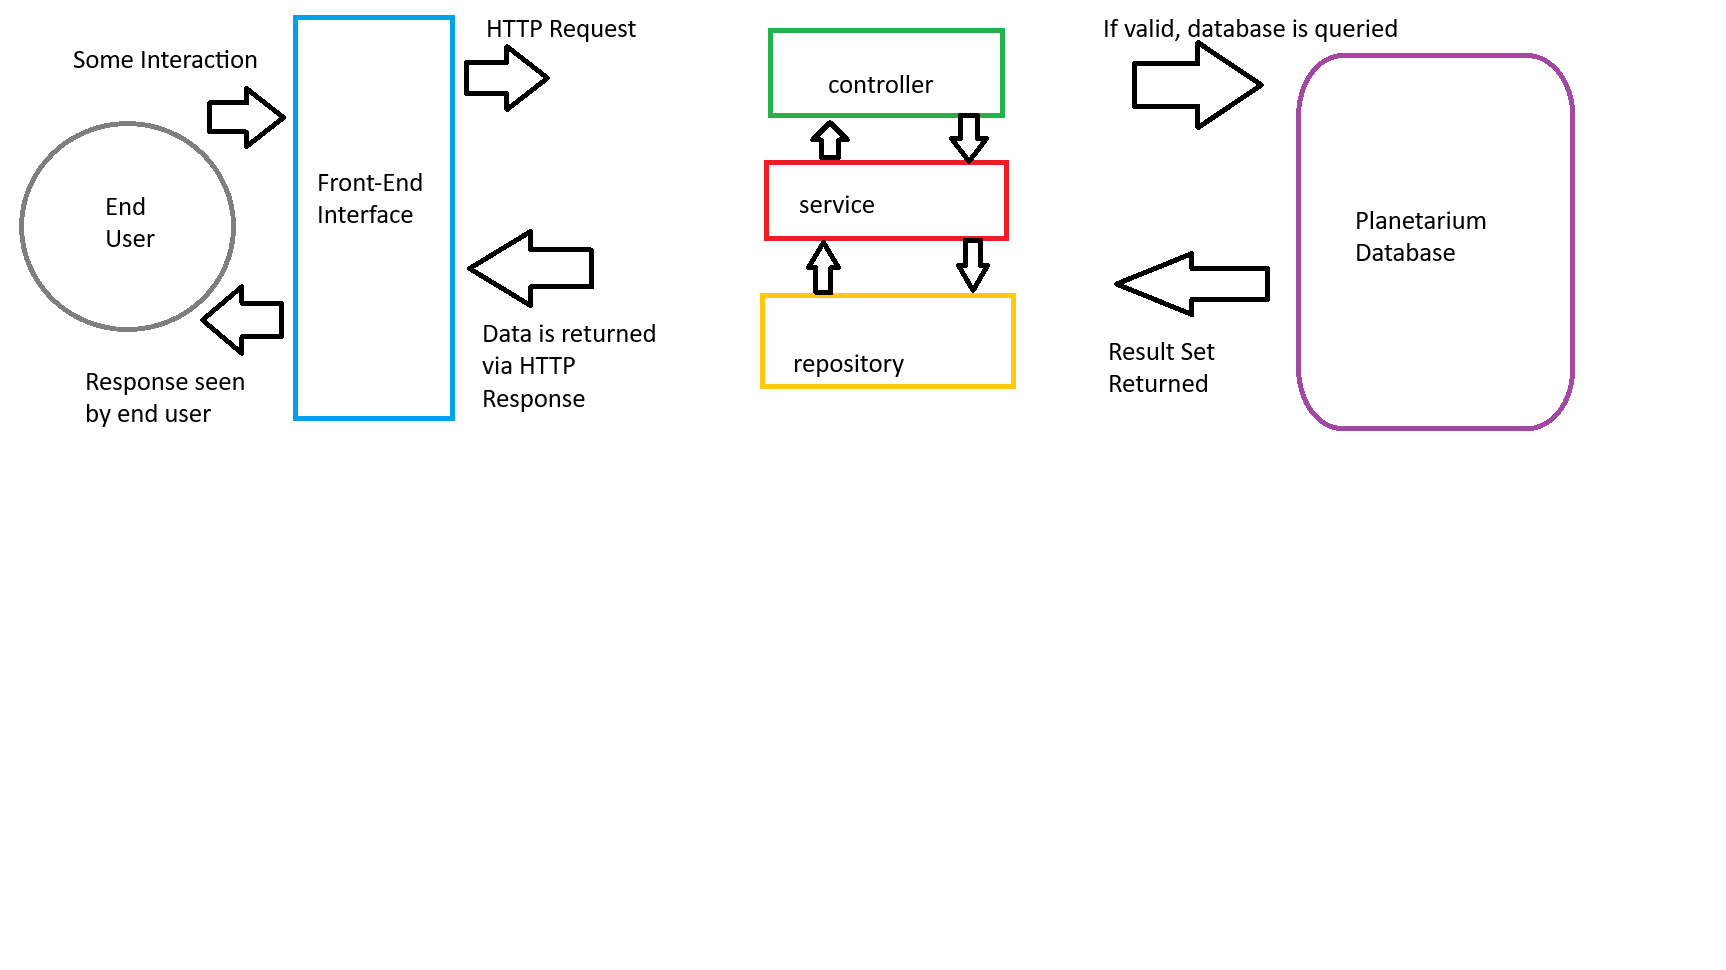 Some Interaction
End
User
Response seen
by end user
Front-End
Interface
HTTP Request
Data is returned
via HTTP
Response
controller
service
repository
If valid, database is queried
Result Set
Returned
Planetarium
Database